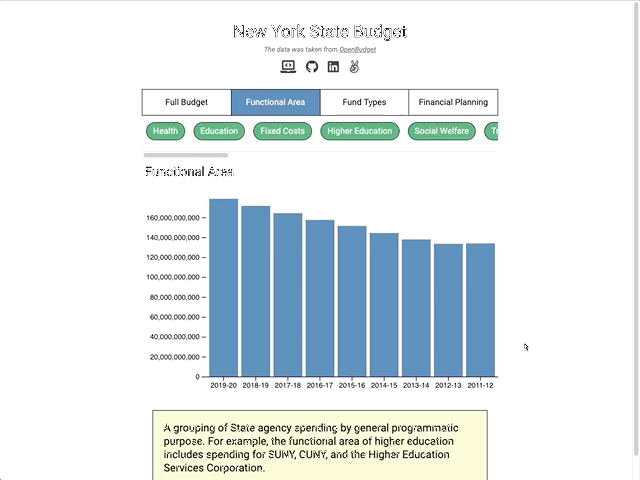 New York State Budget
The data was taken from OpenBudget
Full Budget
Functional Area
Fund Types
Financial Planning
Health
Education
Fixed Costs
Higher Education
Social Welfare
Tr
Functional Area
160,000,000,000
140,000,000,000
120,000,000,000
100,000,000,000
80,000,000,000
60,000,000,000
40,000,000,000
20,000,000,000
0
2019-20 2018-19 2017-18 2016-17 2015-16 2014-15 2013-14 2012-13 2011-12
A grouping of State agency spending by general programmatic
purpose. For example, the functional area of higher education
includes spending for SUNY, CUNY, and the Higher Education
Services Corporation.